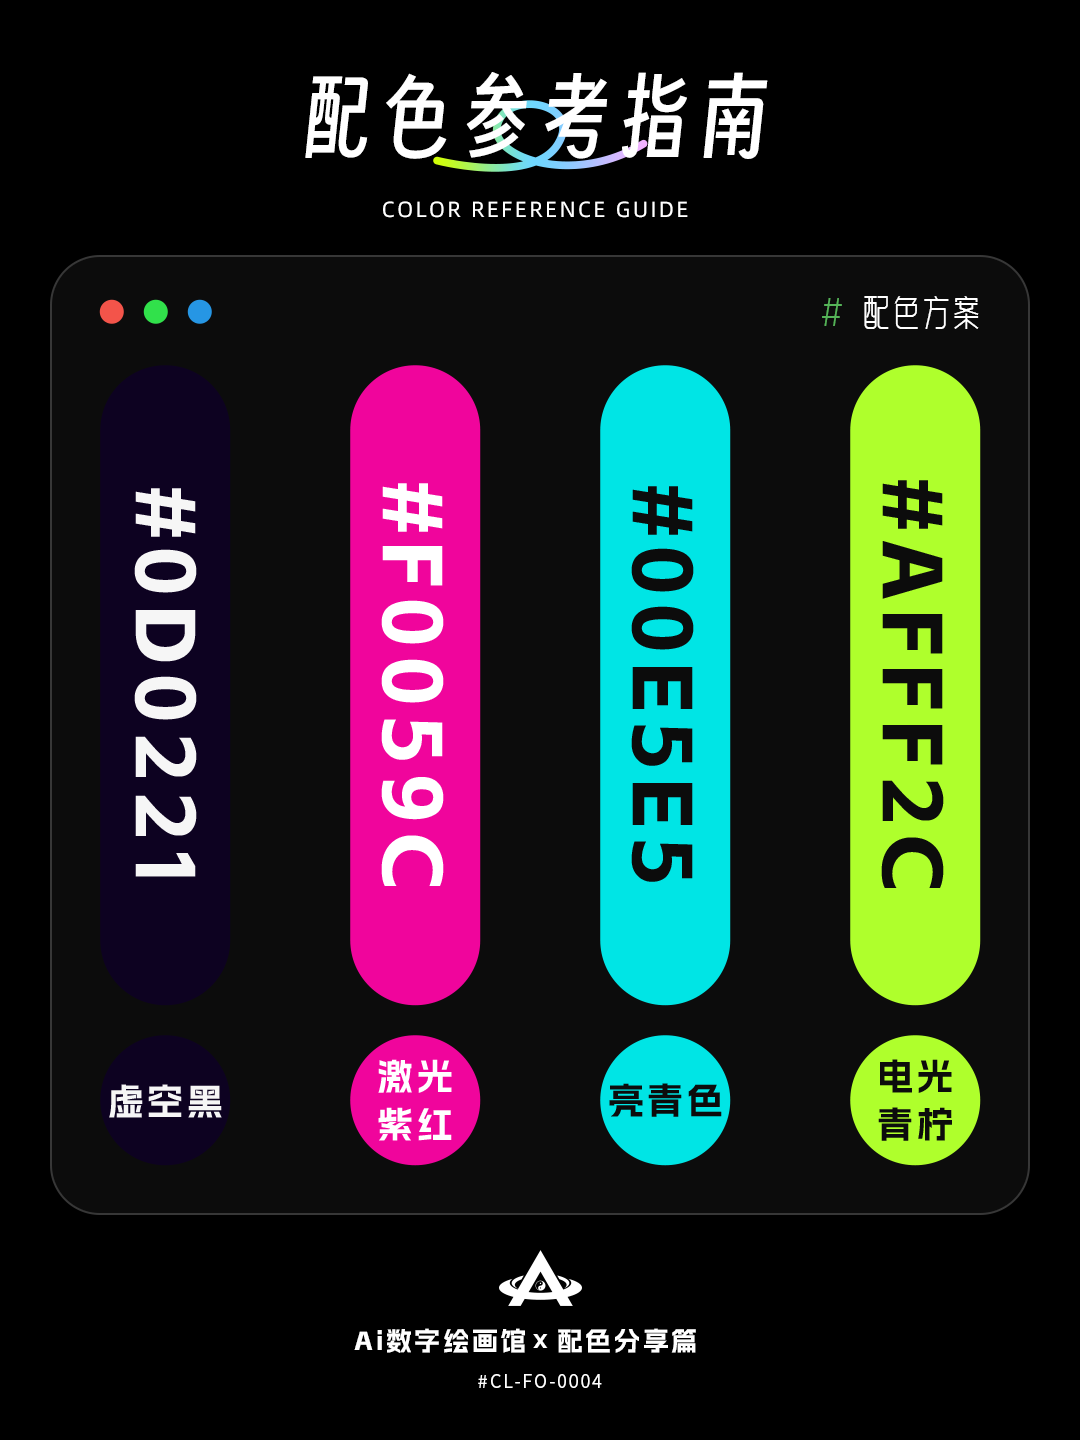 配色参考指南
COLOR REFERENCE GUIDE
# 配色方案
#0D0221
#F0059C
#00E5E5
#AFFF2C
虚空黑
激光
紫红
亮青色
电光
青柠
Ai数字绘画馆 x 配色分享篇
#CL-FO-0004